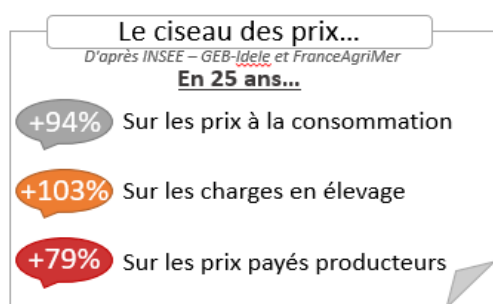 Le ciseau des prix...
D'après INSEE – GEB-Idele et FranceAgriMer
En 25 ans...
+94% Sur les prix à la consommation
+103% Sur les charges en élevage
+79% Sur les prix payés producteurs